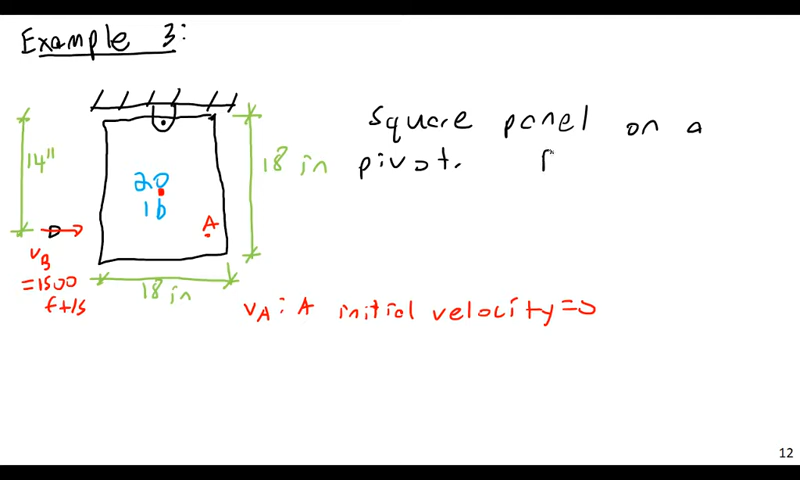 Example 3:
square panel on a
pivot.
14"
18 in
20
lb
A
vB
=1500
ft/s
18 in
vA: A initial velocity=0
12